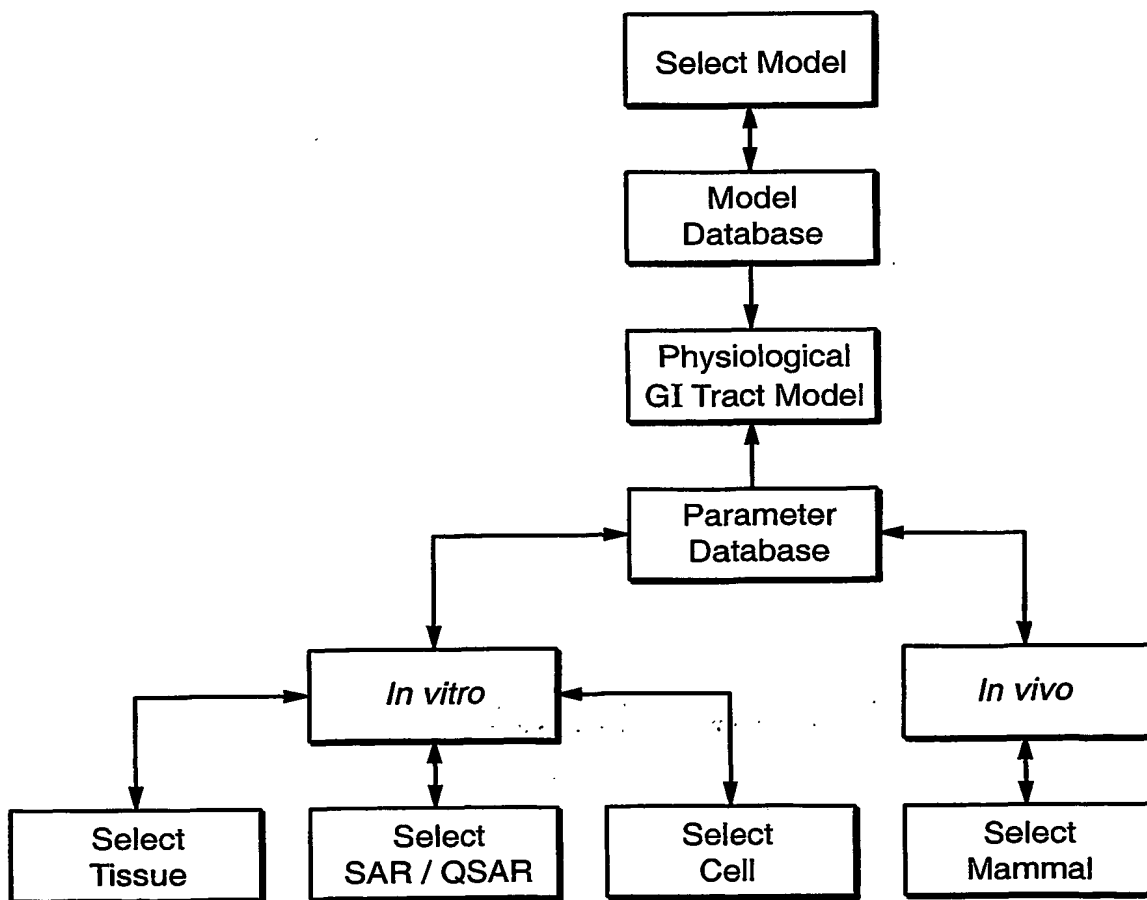 Select Model
Model
Database
Physiological
GI Tract Model
Parameter
Database
In vitro
In vivo
Select
Tissue
Select
SAR / QSAR
Select
Cell
Select
Mammal